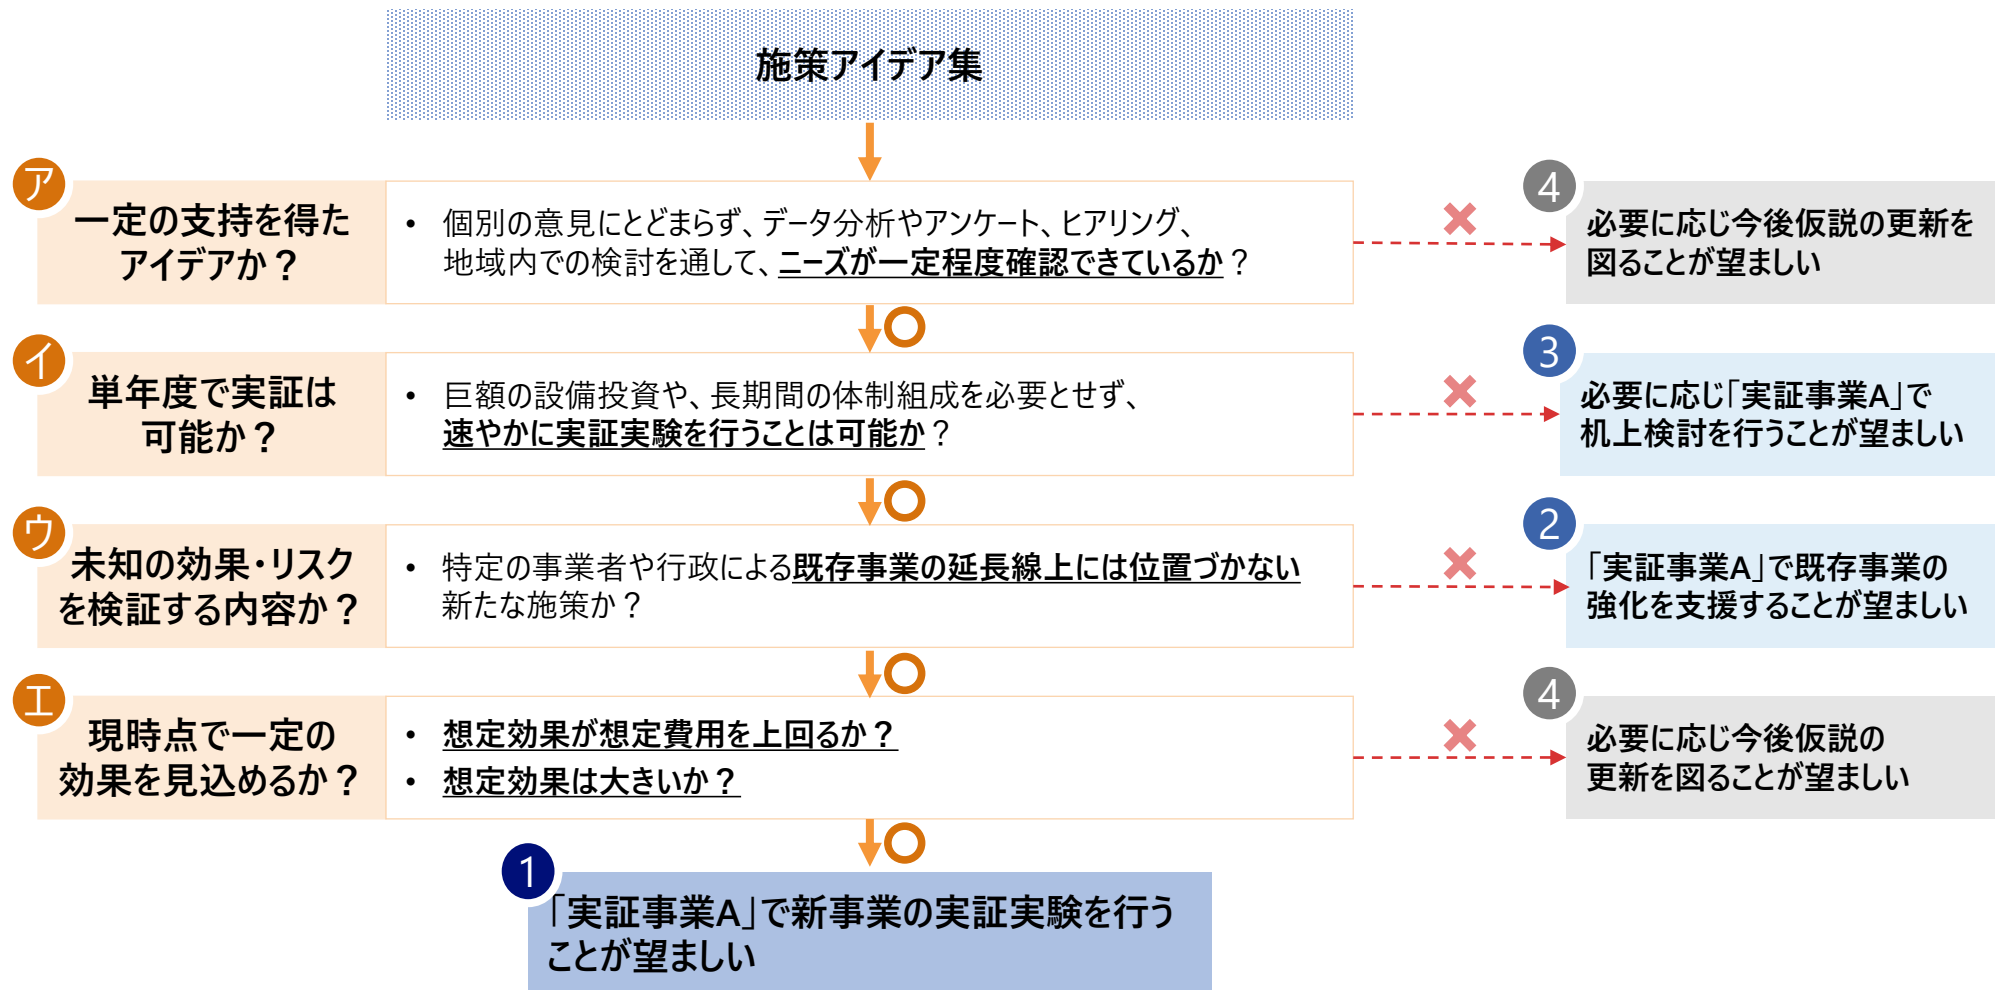 施策アイデア集
ア
一定の支持を得た
アイデアか？
• 個別の意見にとどまらず、データ分析やアンケート、ヒアリング、
地域内での検討を通して、ニーズが一定程度確認できているか？
4
必要に応じ今後仮説の更新を
図ることが望ましい
イ
単年度で実証は
可能か？
• 巨額の設備投資や、長期間の体制組成を必要とせず、
速やかに実証実験を行うことは可能か？
3
必要に応じ「実証事業A」で
机上検討を行うことが望ましい
ウ
未知の効果・リスク
を検証する内容か？
• 特定の事業者や行政による既存事業の延長線上には位置づかない
新たな施策か？
2
「実証事業A」で既存事業の
強化を支援することが望ましい
エ
現時点で一定の
効果を見込めるか？
• 想定効果が想定費用を上回るか？
• 想定効果は大きいか？
4
必要に応じ今後仮説の
更新を図ることが望ましい
1
「実証事業A」で新事業の実証実験を行う
ことが望ましい